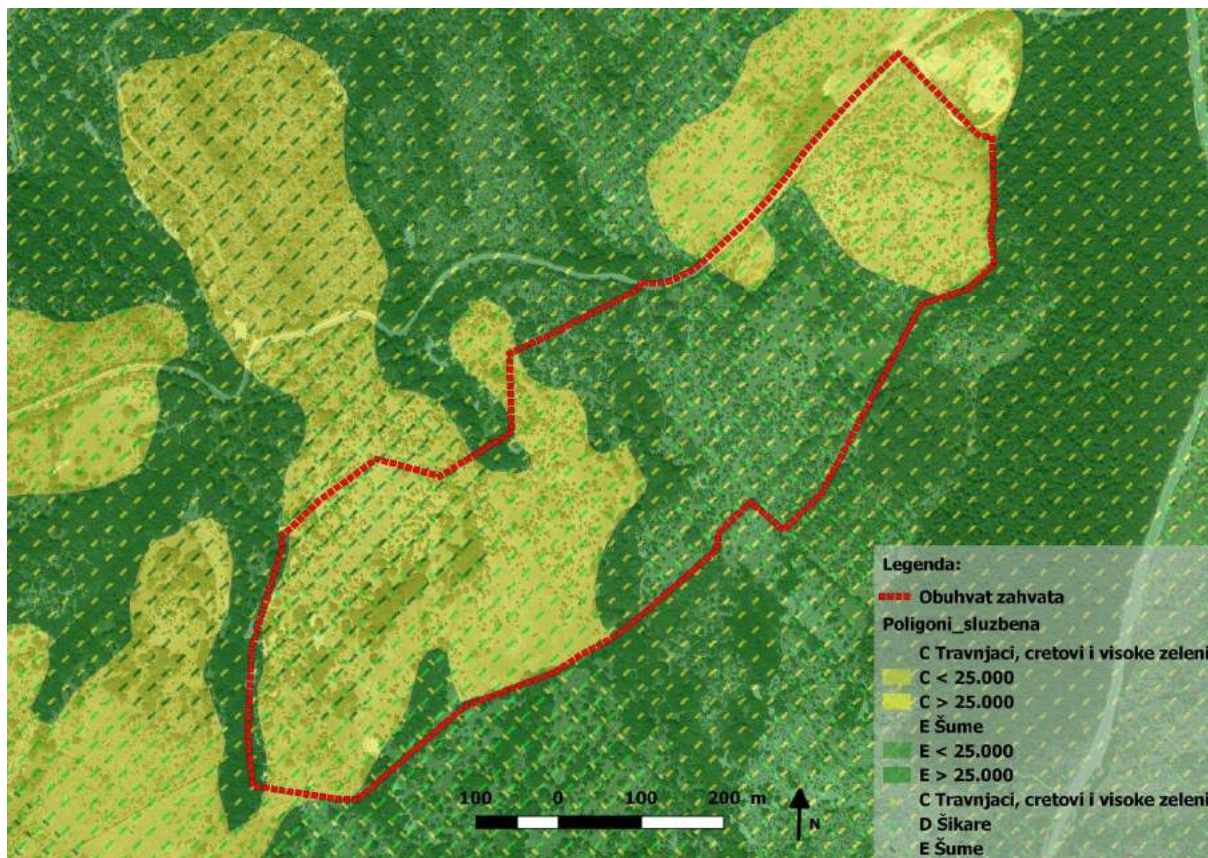 100 0 100 200 m
N
Legenda:
Obuhvat zahvata
Poligoni_sluzbena
C Travnjaci, cretovi i visoke zeleni
C < 25.000
C > 25.000
E Šume
E < 25.000
E > 25.000
C Travnjaci, cretovi i visoke zeleni
D Šikare
E Šume